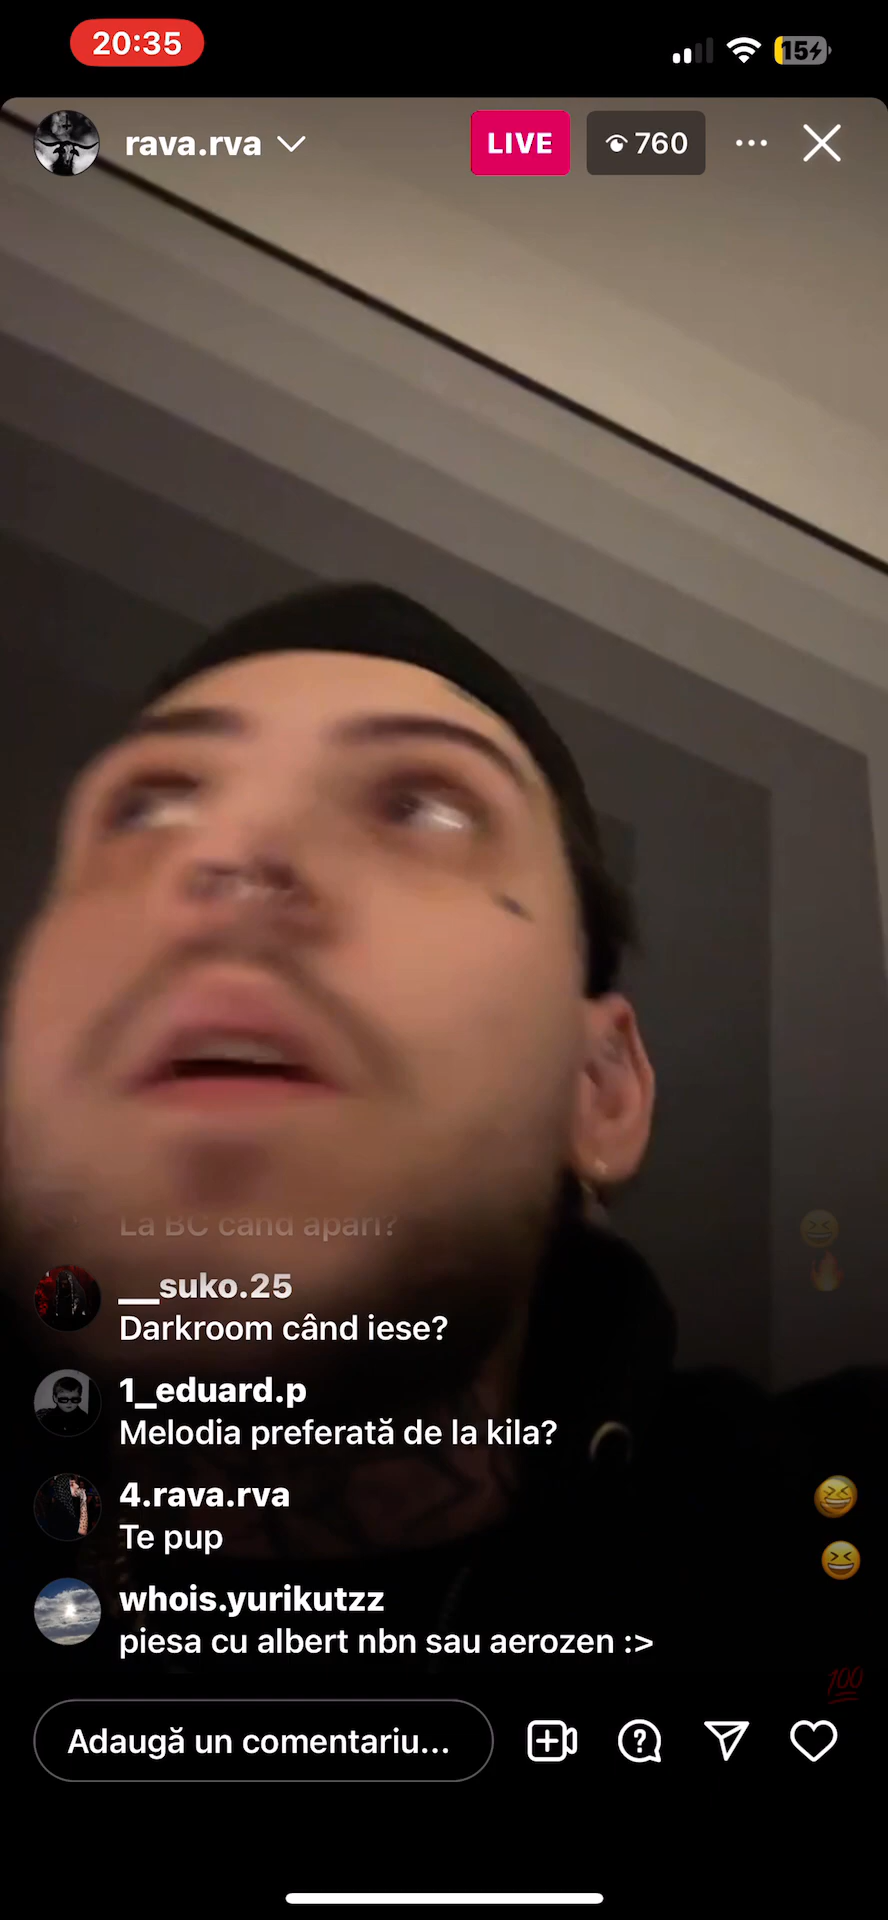 20:35
15
rava.rva
LIVE
760
La BC când apari?
__suko.25
Darkroom când iese?
1_eduard.p
Melodia preferată de la kila?
4.rava.rva
Te pup
whois.yurikutzz
piesa cu albert nbn sau aerozen :>
100
Adaugă un comentariu...